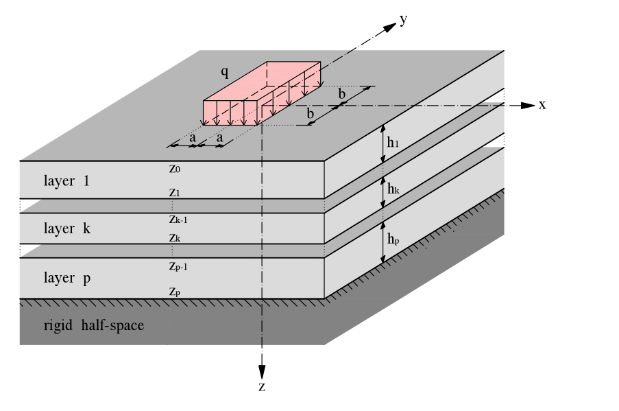 y
q
b
x
b
a a
h1
layer 1
z0
z1
hk
layer k
zk-1
zk
hp
layer p
zp-1
zp
rigid half-space
z